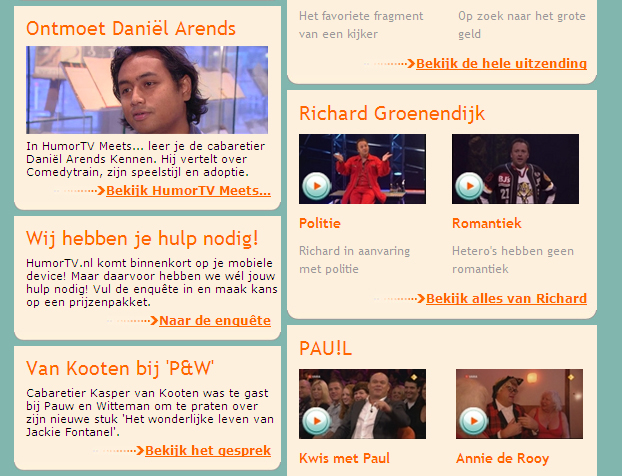 Ontmoet Daniël Arends
In HumorTV Meets... leer je de cabaretier
Daniël Arends Kennen. Hij vertelt over
Comedytrain, zijn speelstijl en adoptie.
Bekijk HumorTV Meets...
Wij hebben je hulp nodig!
HumorTV.nl komt binnenkort op je mobiele
device! Maar daarvoor hebben we wél jouw
hulp nodig! Vul de enquête in en maak kans
op een prijzenpakket.
Naar de enquête
Van Kooten bij 'P&W'
Cabaretier Kasper van Kooten was te gast
bij Pauw en Witteman om te praten over
zijn nieuwe stuk 'Het wonderlijke leven van
Jackie Fontanel'.
Bekijk het gesprek
Het favoriete fragment
van een kijker
Op zoek naar het grote
geld
Bekijk de hele uitzending
Richard Groenendijk
Politie
Richard in aanvaring
met politie
21
Romantiek
Hetero's hebben geen
romantiek
Bekijk alles van Richard
PAU!L
Kwis met Paul
Annie de Rooy